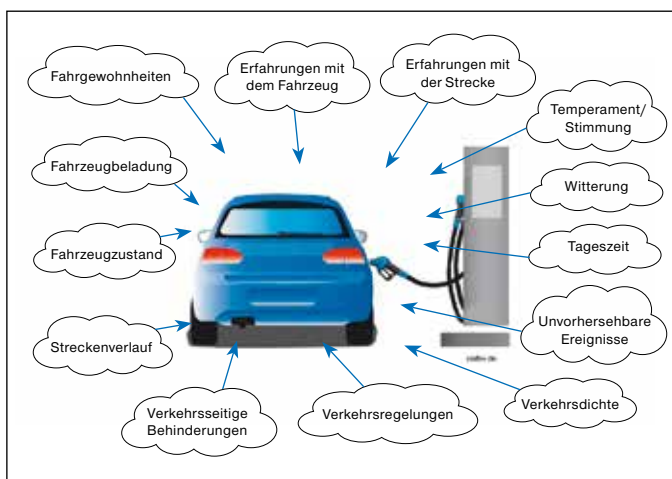 Fahrgewohnheiten
Erfahrungen mit
dem Fahrzeug
Erfahrungen mit
der Strecke
Temperament/
Stimmung
Fahrzeugbeladung
Witterung
Fahrzeugzustand
Tageszeit
Streckenverlauf
Unvorhersehbare
Ereignisse
Verkehrsseitige
Behinderungen
Verkehrsregelungen
Verkehrsdichte